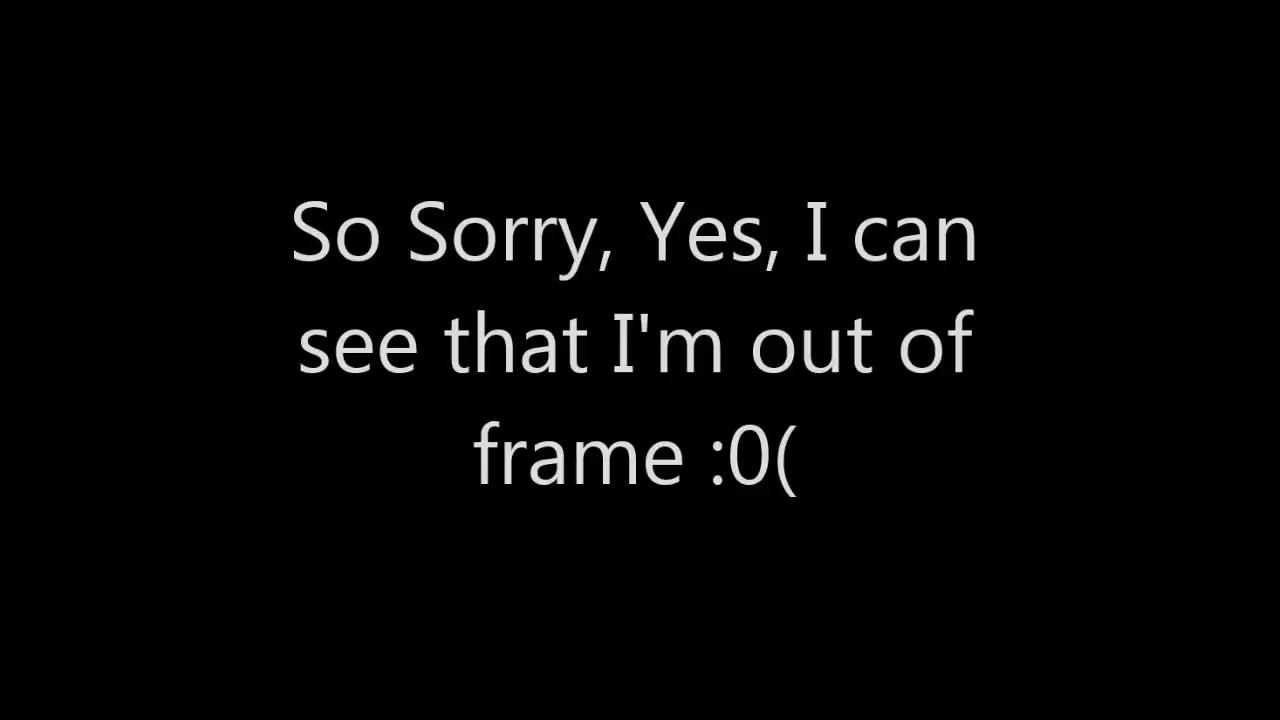 So Sorry, Yes, I can
see that I'm out of
frame :0(